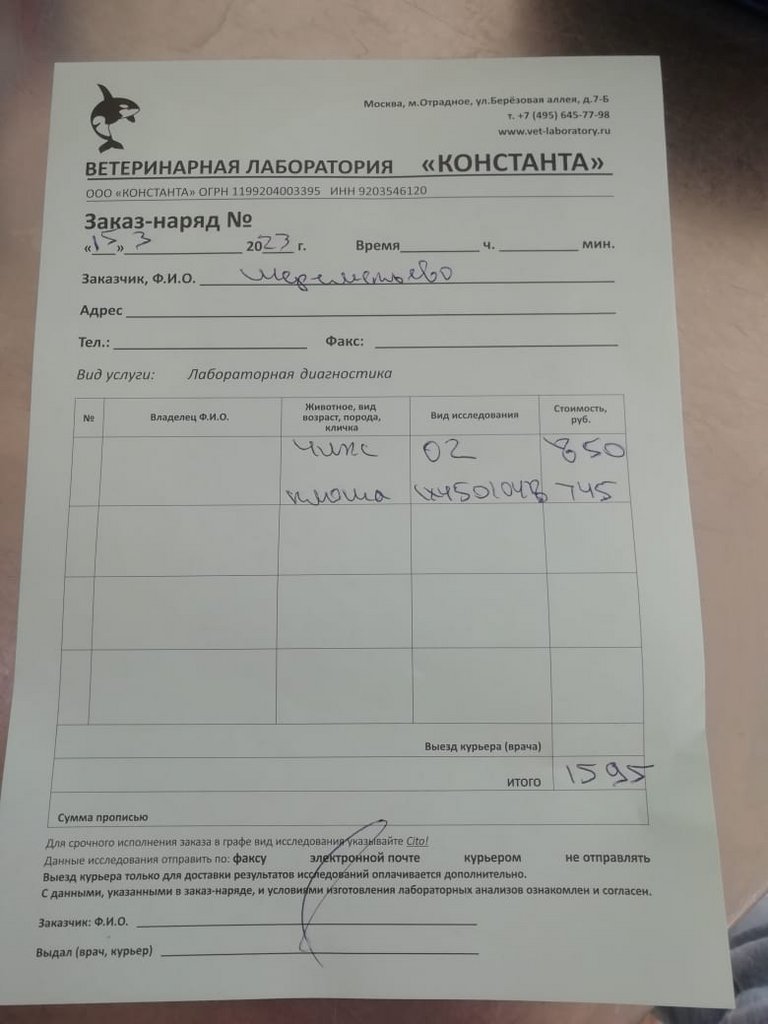 Москва, м.Отрадное, ул.Берёзовая аллея, д.7-Б
т. +7 (495) 645-77-98
www.vet-laboratory.ru
ВЕТЕРИНАРНАЯ ЛАБОРАТОРИЯ «КОНСТАНТА»
ООО «КОНСТАНТА» ОГРН 1199204003395 ИНН 9203546120
Заказ-наряд №
«15» 3 2023 г. Время ч. мин.
Заказчик, Ф.И.О. Шереметьево
Адрес
Тел.: Факс:
Вид услуги: Лабораторная диагностика
№ Владелец Ф.И.О. Животное, вид возраст, порода, кличка Вид исследования Стоимость, руб.
Чипс 02 850
Клюша 745
Выезд курьера (врача)
ИТОГО 1595
Сумма прописью
Для срочного исполнения заказа в графе вид исследования указывайте Cito!
Данные исследования отправить по: факсу электронной почте курьером не отправлять
Выезд курьера только для доставки результатов исследований оплачивается дополнительно.
С данными, указанными в заказ-наряде, и условиями изготовления лабораторных анализов ознакомлен и согласен.
Заказчик: Ф.И.О.
Выдал (врач, курьер)